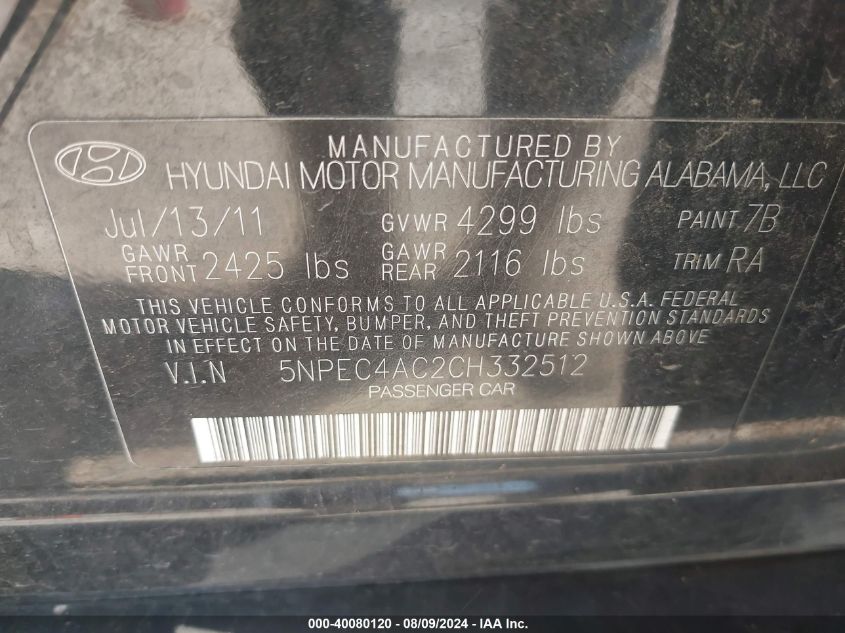 MANUFACTURED BY
HYUNDAI MOTOR MANUFACTURING ALABAMA, LLC
Jul/13/11 GVWR 4299 lbs PAINT 7B
GAWR FRONT 2425 lbs GAWR REAR 2116 lbs TRIM RA
THIS VEHICLE CONFORMS TO ALL APPLICABLE U.S.A. FEDERAL
MOTOR VEHICLE SAFETY, BUMPER, AND THEFT PREVENTION STANDARDS
IN EFFECT ON THE DATE OF MANUFACTURE SHOWN ABOVE
V.I.N 5NPEC4AC2CH332512
PASSENGER CAR
000-40080120 - 08/09/2024 - IAA Inc.